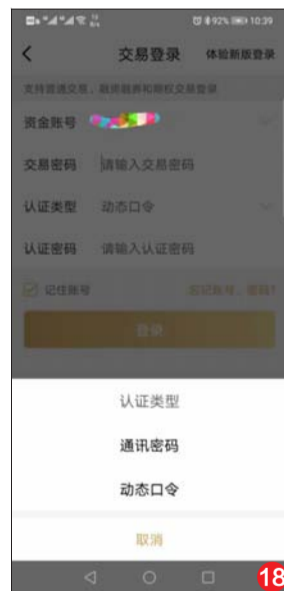 92% 10:39
交易登录 体验新版登录
支持普通交易、融资融券和期权交易登录
资金账号
交易密码 请输入交易密码
认证类型 动态口令
认证密码 请输入认证密码
记住账号 忘记账号、密码?
登录
认证类型
通讯密码
动态口令
取消
18